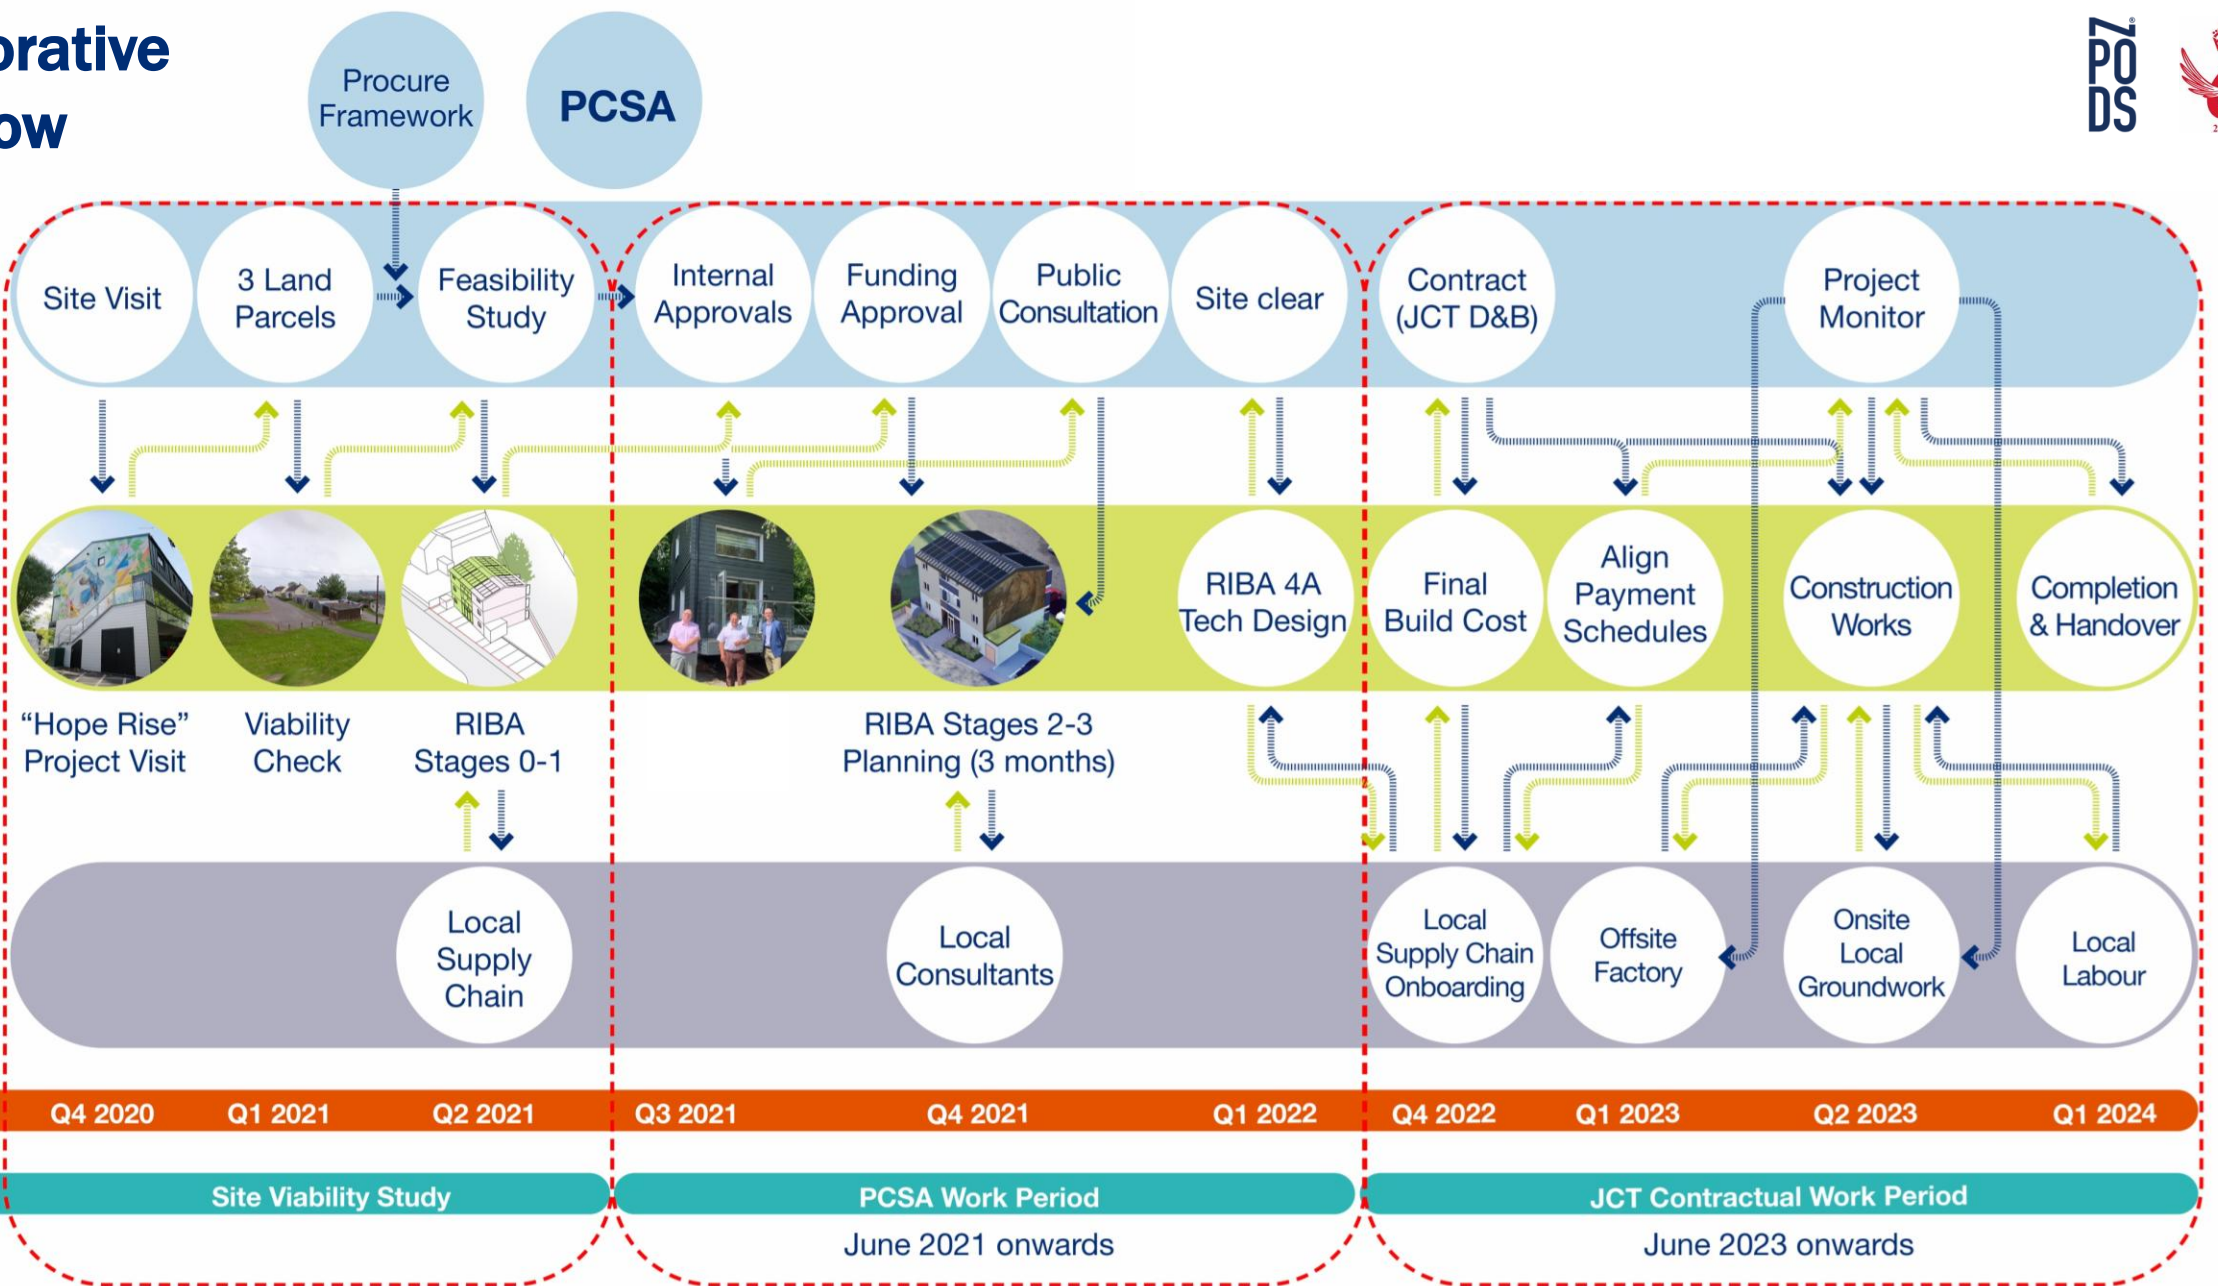 orative
ow
Procure
Framework
PCSA
ZPODS
Site Visit
3 Land
Parcels
Feasibility
Study
Internal
Approvals
Funding
Approval
Public
Consultation
Site clear
Contract
(JCT D&B)
Project
Monitor
RIBA 4A
Tech Design
Final
Build Cost
Align
Payment
Schedules
Construction
Works
Completion
& Handover
“Hope Rise”
Project Visit
Viability
Check
RIBA
Stages 0-1
RIBA Stages 2-3
Planning (3 months)
Local
Supply
Chain
Local
Consultants
Local
Supply Chain
Onboarding
Offsite
Factory
Onsite
Local
Groundwork
Local
Labour
Q4 2020
Q1 2021
Q2 2021
Q3 2021
Q4 2021
Q1 2022
Q4 2022
Q1 2023
Q2 2023
Q1 2024
Site Viability Study
PCSA Work Period
JCT Contractual Work Period
June 2021 onwards
June 2023 onwards